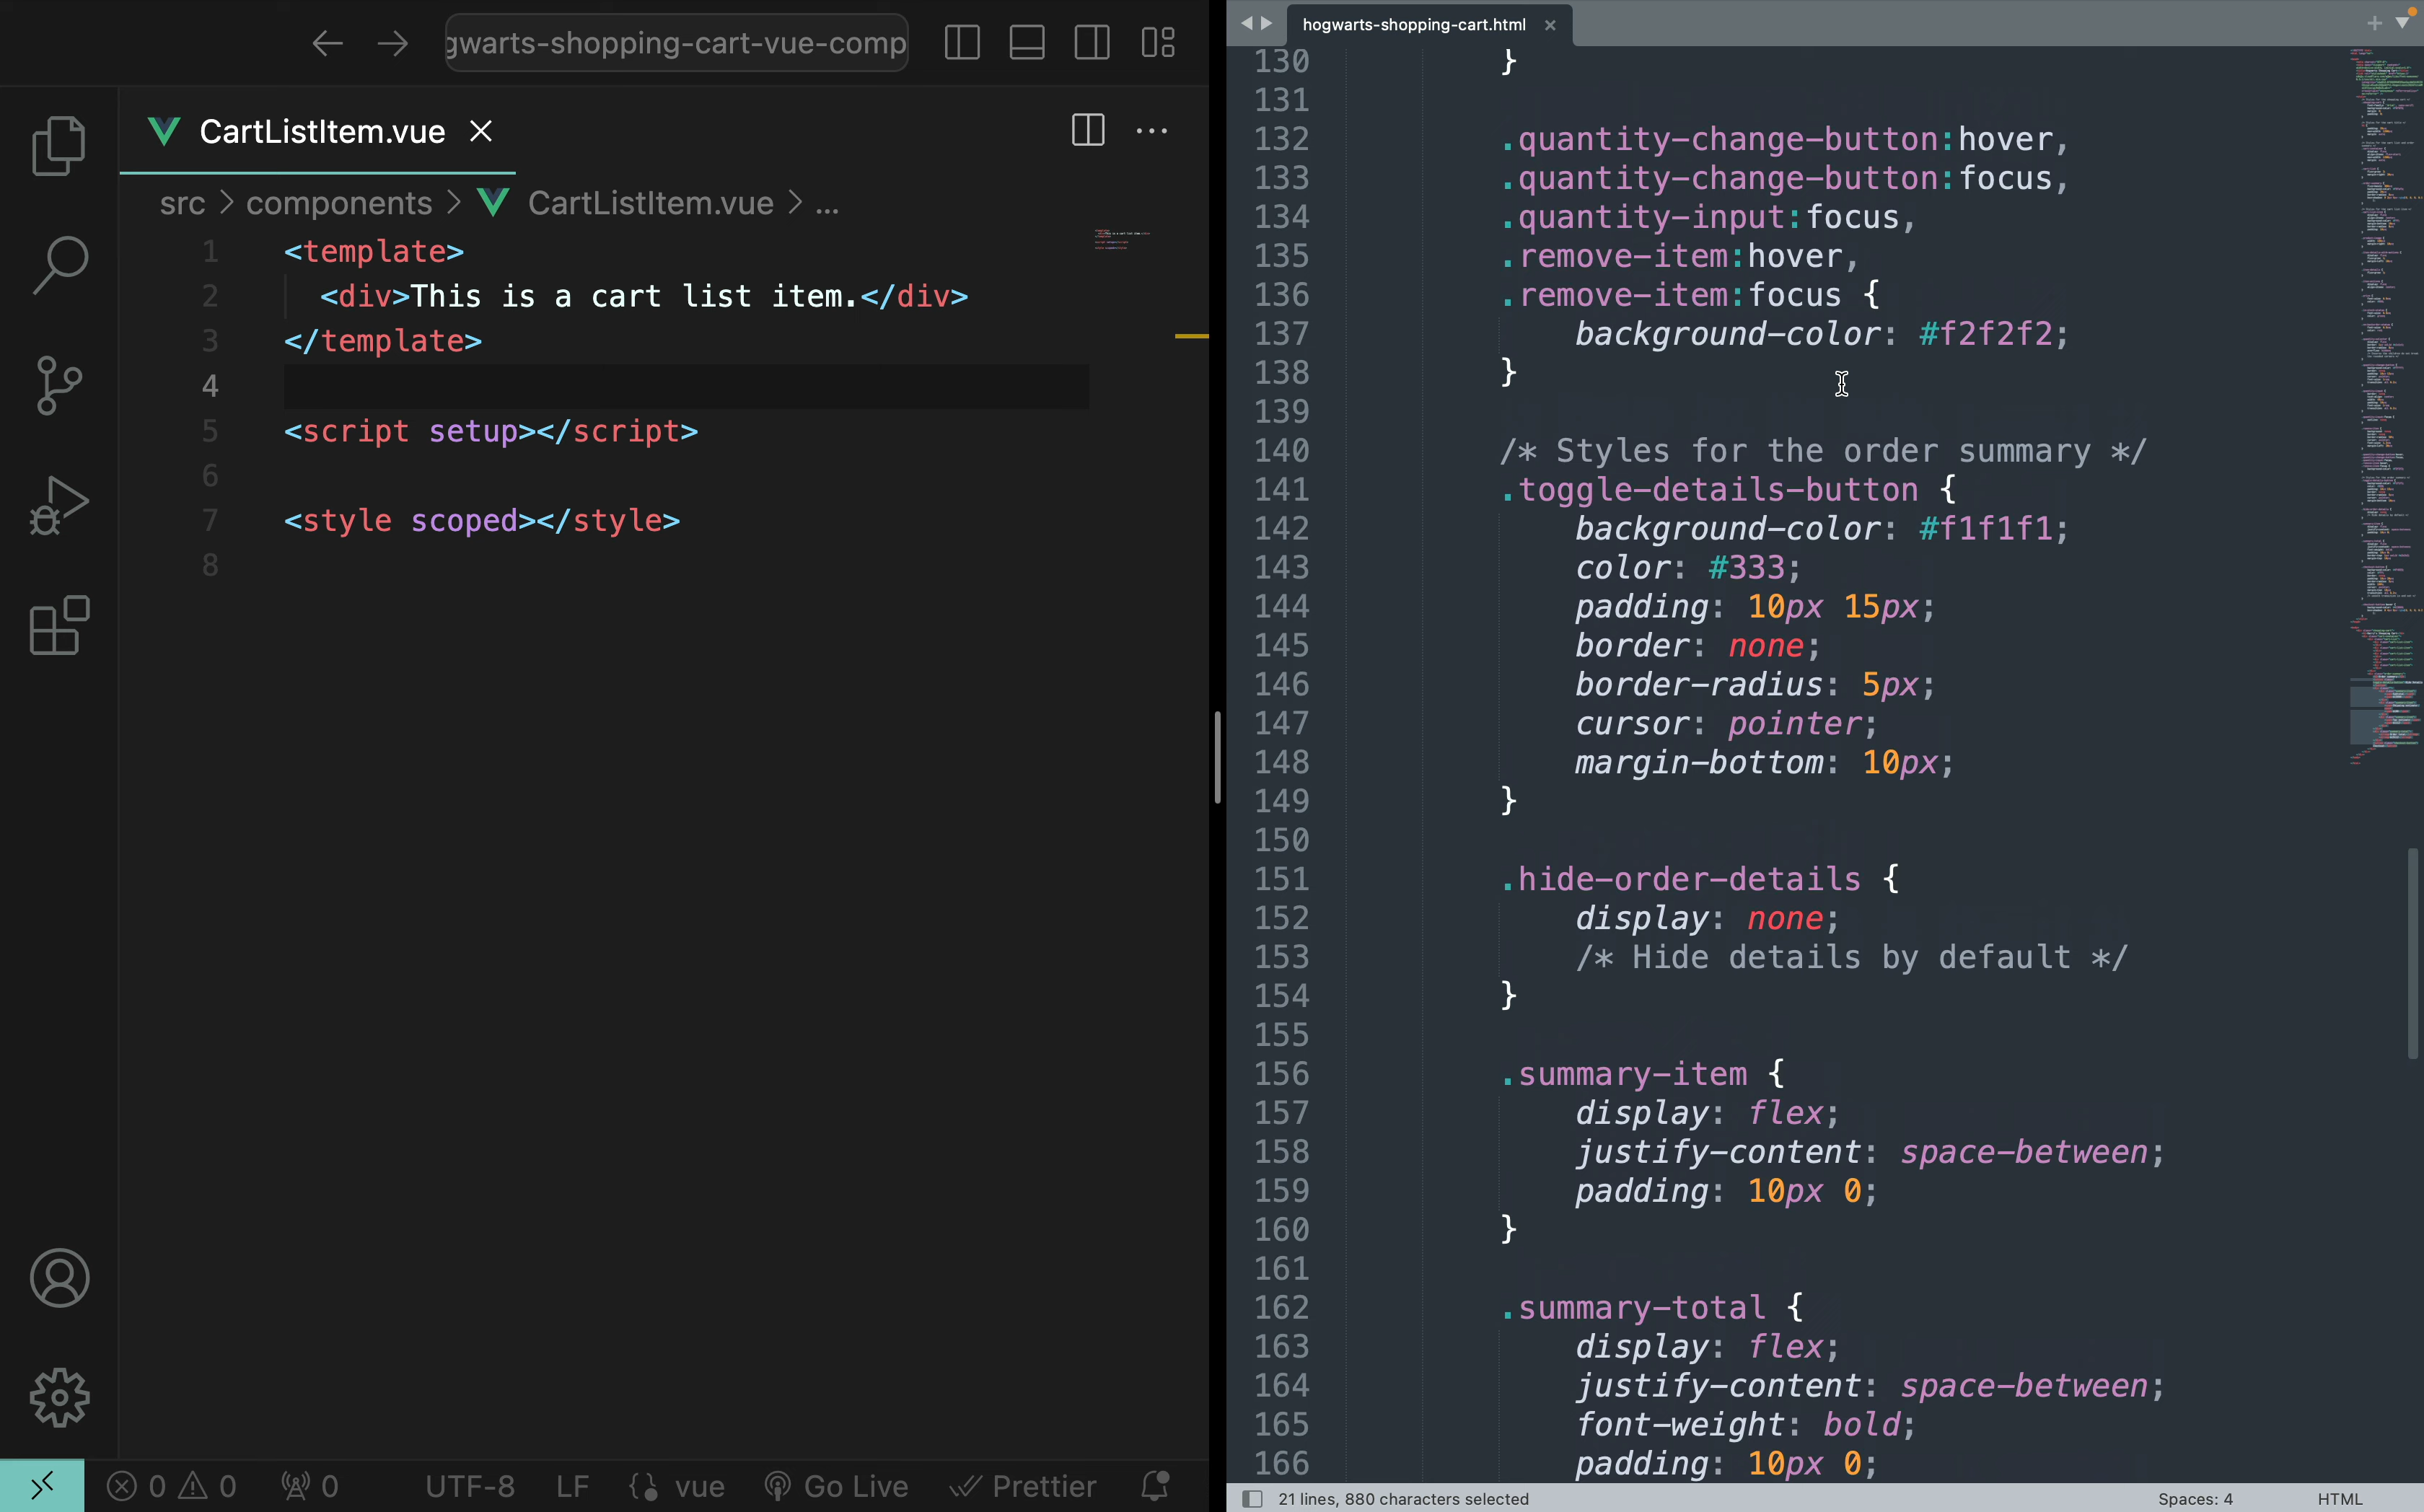 gwarts-shopping-cart-vue-comp
CartListItem.vue
src > components > CartListItem.vue > ...
1 <template>
2 <div>This is a cart list item.</div>
3 </template>
4
5 <script setup></script>
6
7 <style scoped></style>
8
0 0 0 UTF-8 LF vue Go Live Prettier
hogwarts-shopping-cart.html
130 }
131
132 .quantity-change-button:hover,
133 .quantity-change-button:focus,
134 .quantity-input:focus,
135 .remove-item:hover,
136 .remove-item:focus {
137 background-color: #f2f2f2;
138 }
139
140 /* Styles for the order summary */
141 .toggle-details-button {
142 background-color: #f1f1f1;
143 color: #333;
144 padding: 10px 15px;
145 border: none;
146 border-radius: 5px;
147 cursor: pointer;
148 margin-bottom: 10px;
149 }
150
151 .hide-order-details {
152 display: none;
153 /* Hide details by default */
154 }
155
156 .summary-item {
157 display: flex;
158 justify-content: space-between;
159 padding: 10px 0;
160 }
161
162 .summary-total {
163 display: flex;
164 justify-content: space-between;
165 font-weight: bold;
166 padding: 10px 0;
21 lines, 880 characters selected
Spaces: 4
HTML